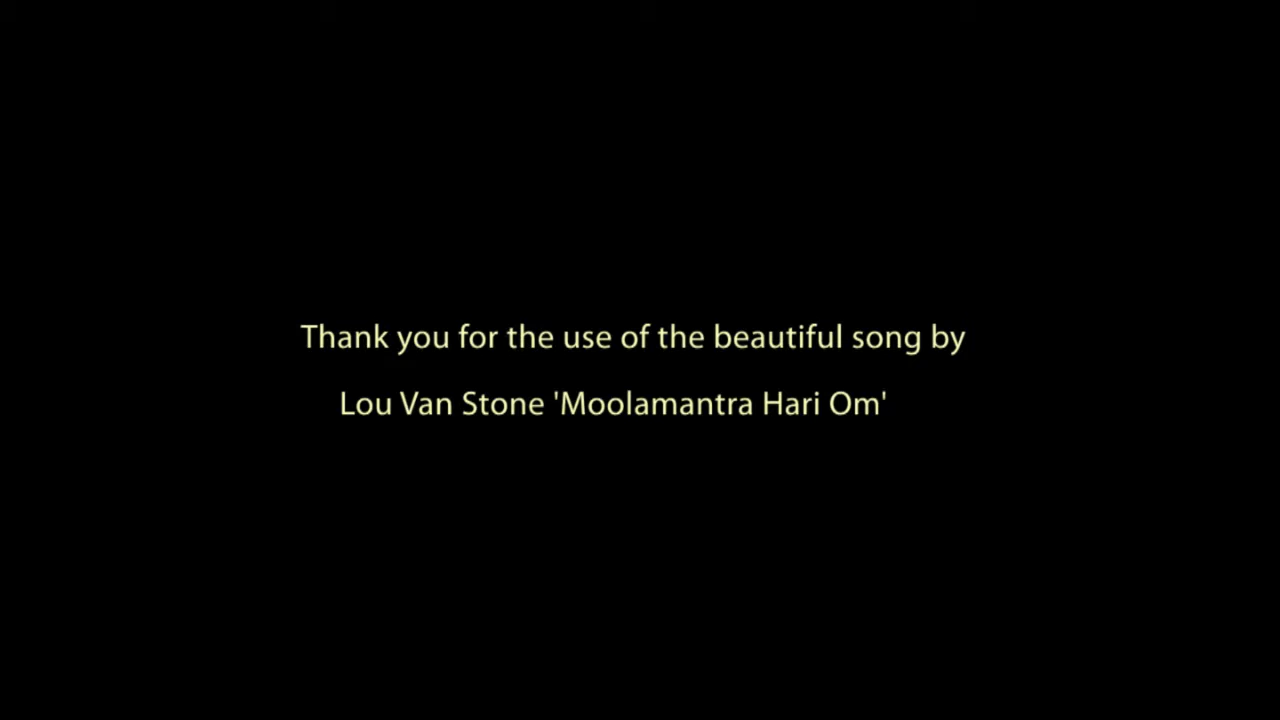 Thank you for the use of the beautiful song by
Lou Van Stone 'Moolamantra Hari Om'